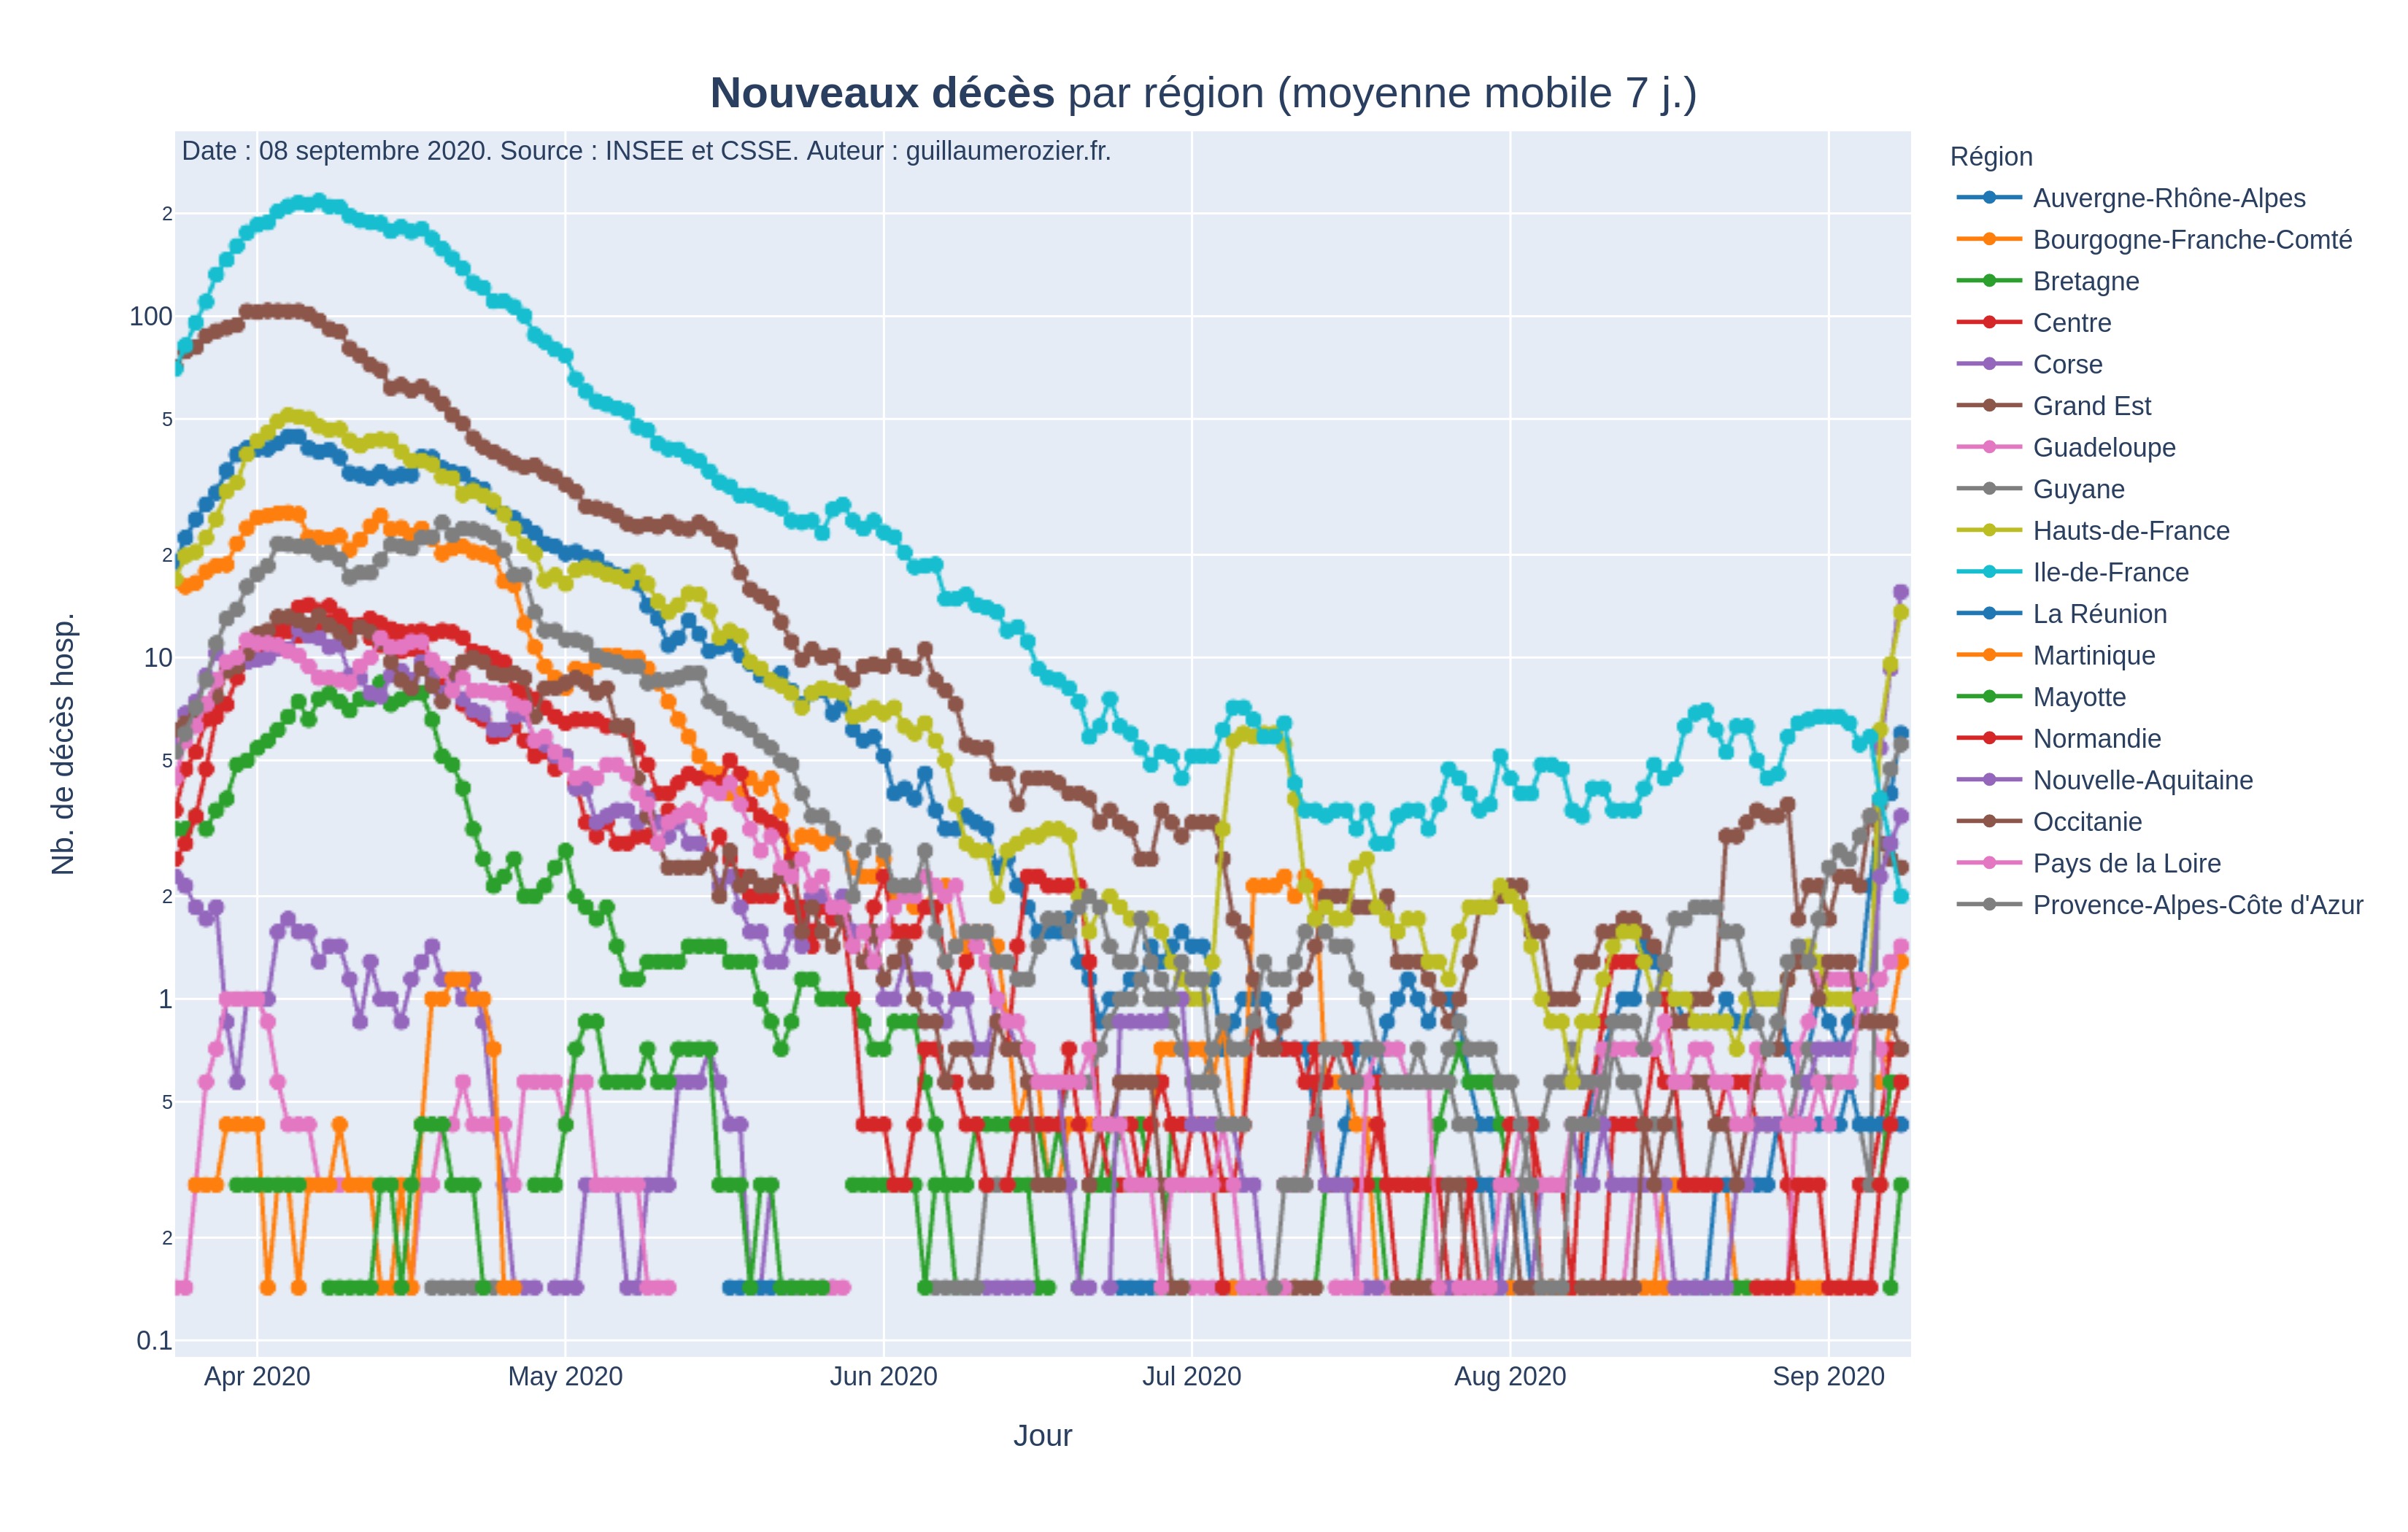 Nouveaux décès par région (moyenne mobile 7 j.)
Date : 08 septembre 2020. Source : INSEE et CSSE. Auteur : guillaumerozier.fr.
Nb. de décès hosp.
2
100
5
2
10
5
2
1
5
2
0.1
Apr 2020
May 2020
Jun 2020
Jul 2020
Aug 2020
Sep 2020
Jour
Région
Auvergne-Rhône-Alpes
Bourgogne-Franche-Comté
Bretagne
Centre
Corse
Grand Est
Guadeloupe
Guyane
Hauts-de-France
Ile-de-France
La Réunion
Martinique
Mayotte
Normandie
Nouvelle-Aquitaine
Occitanie
Pays de la Loire
Provence-Alpes-Côte d'Azur